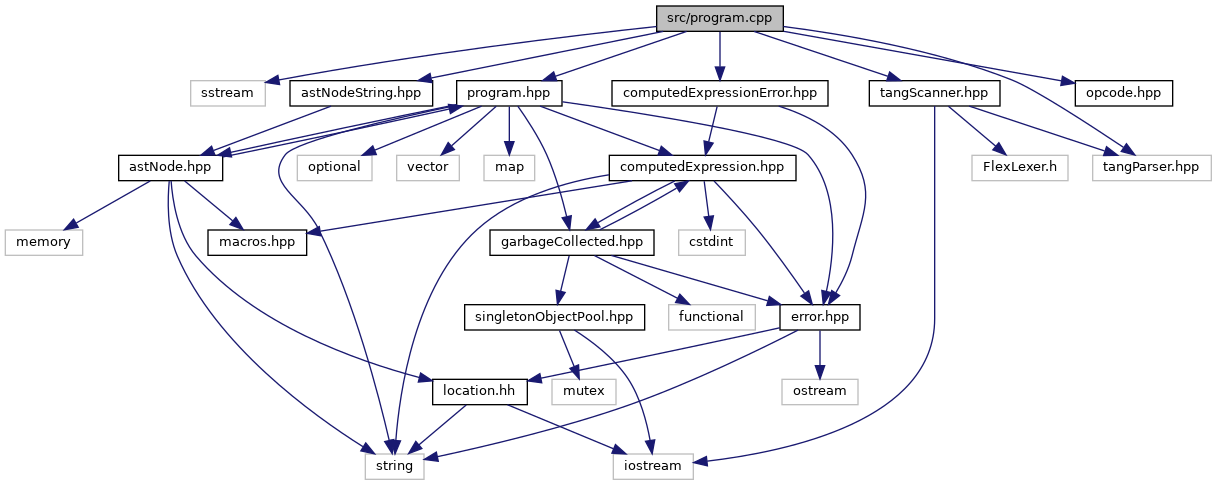 src/program.cpp
sstream
astNodeString.hpp
program.hpp
computedExpressionError.hpp
tangScanner.hpp
opcode.hpp
astNode.hpp
optional
vector
map
computedExpression.hpp
FlexLexer.h
tangParser.hpp
memory
macros.hpp
garbageCollected.hpp
cstdint
singletonObjectPool.hpp
functional
error.hpp
location.hh
mutex
ostream
string
iostream